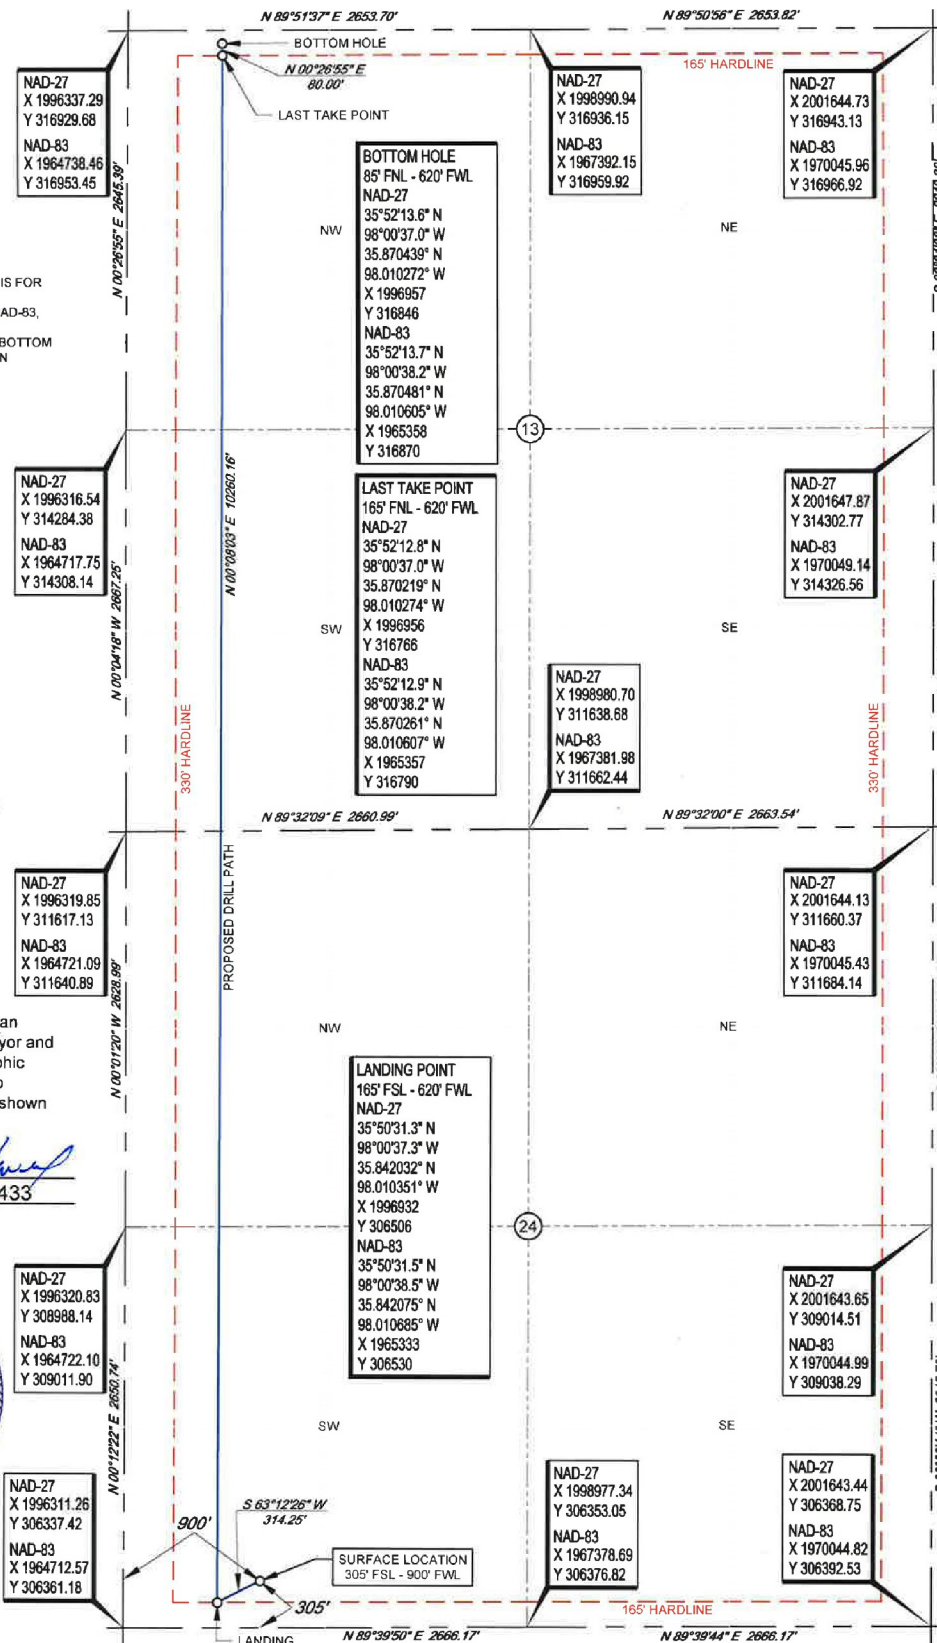 N 89°51'37" E 2653.70'
N 89°50'56" E 2653.82'
BOTTOM HOLE
N 00°26'55" E
80.00'
LAST TAKE POINT
165' HARDLINE
NAD-27
X 1996337.29
Y 316929.68
NAD-83
X 1964738.46
Y 316953.45
NAD-27
X 1998990.94
Y 316936.15
NAD-83
X 1967392.15
Y 316959.92
NAD-27
X 2001644.73
Y 316943.13
NAD-83
X 1970045.96
Y 316966.92
N 00°26'55" E 2645.39'
NW
NE
BOTTOM HOLE
85' FNL - 620' FWL
NAD-27
35°52'13.6" N
98°00'37.0" W
35.870439° N
98.010272° W
X 1996957
Y 316846
NAD-83
35°52'13.7" N
98°00'38.2" W
35.870481° N
98.010605° W
X 1965358
Y 316870
IS FOR
AD-83,
BOTTOM
N
13
NAD-27
X 1996316.54
Y 314284.38
NAD-83
X 1964717.75
Y 314308.14
N 00°08'03" E 10260.16'
LAST TAKE POINT
165' FNL - 620' FWL
NAD-27
35°52'12.8" N
98°00'37.0" W
35.870219° N
98.010274° W
X 1996956
Y 316766
NAD-83
35°52'12.9" N
98°00'38.2" W
35.870261° N
98.010607° W
X 1965357
Y 316790
NAD-27
X 2001647.87
Y 314302.77
NAD-83
X 1970049.14
Y 314326.56
N 00°04'18" W 2667.25'
SW
SE
NAD-27
X 1998980.70
Y 311638.68
NAD-83
X 1967381.98
Y 311662.44
330' HARDLINE
330' HARDLINE
N 89°32'09" E 2660.99'
N 89°32'00" E 2663.54'
NAD-27
X 1996319.85
Y 311617.13
NAD-83
X 1964721.09
Y 311640.89
PROPOSED DRILL PATH
NAD-27
X 2001644.13
Y 311660.37
NAD-83
X 1970045.43
Y 311684.14
N 00°01'20" W 2628.99'
an
yor and
phic
o
shown
433
NW
NE
LANDING POINT
165' FSL - 620' FWL
NAD-27
35°50'31.3" N
98°00'37.3" W
35.842032° N
98.010351° W
X 1996932
Y 306506
NAD-83
35°50'31.5" N
98°00'38.5" W
35.842075° N
98.010685° W
X 1965333
Y 306530
24
NAD-27
X 1996320.83
Y 308988.14
NAD-83
X 1964722.10
Y 309011.90
NAD-27
X 2001643.65
Y 309014.51
NAD-83
X 1970044.99
Y 309038.29
N 00°12'22" E 2650.74'
SW
SE
NAD-27
X 1996311.26
Y 306337.42
NAD-83
X 1964712.57
Y 306361.18
S 63°12'26" W
314.25'
900'
SURFACE LOCATION
305' FSL - 900' FWL
305'
NAD-27
X 1998977.34
Y 306353.05
NAD-83
X 1967378.69
Y 306376.82
NAD-27
X 2001643.44
Y 306368.75
NAD-83
X 1970044.82
Y 306392.53
165' HARDLINE
LANDING
N 89°39'50" E 2666.17'
N 89°39'44" E 2666.17'